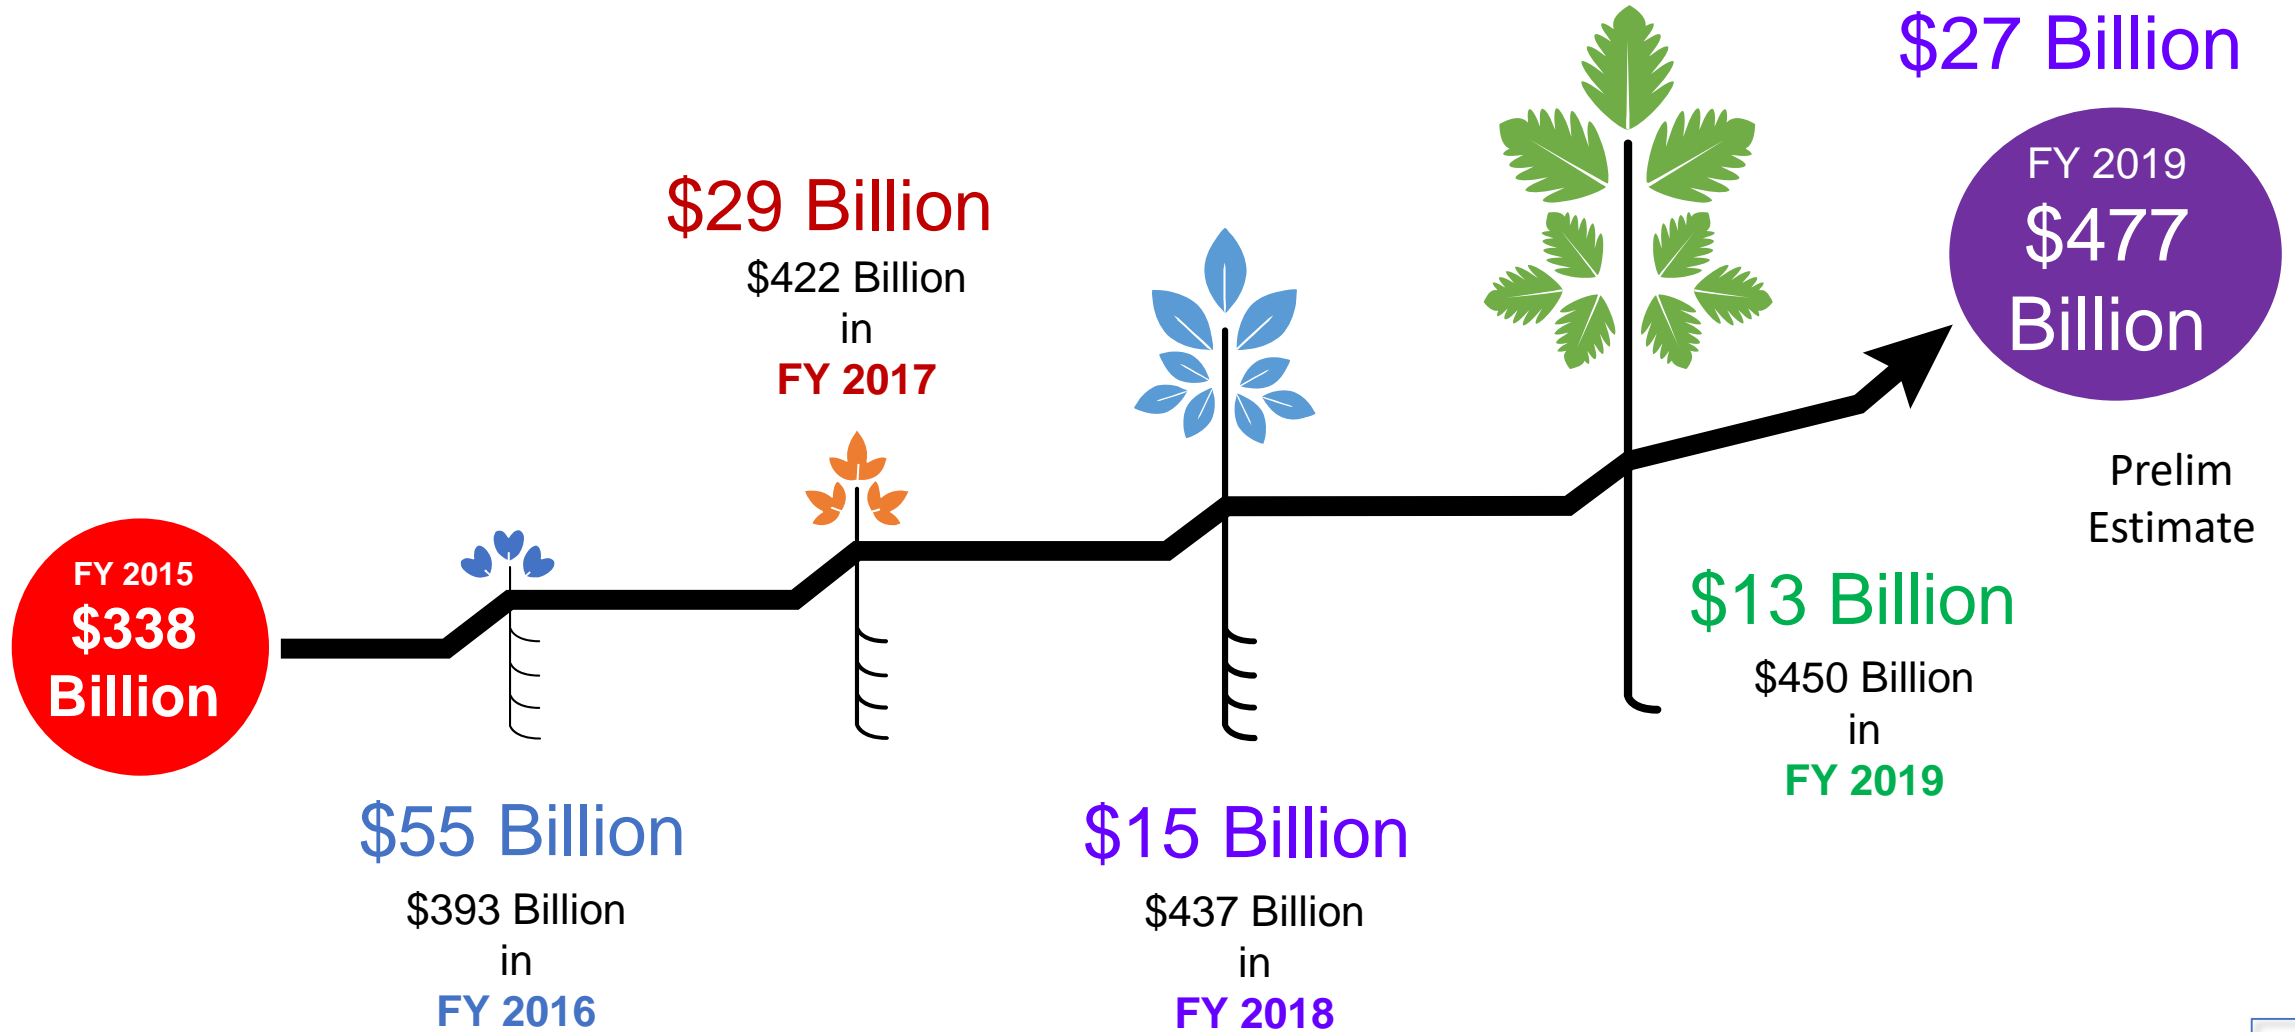 FY 2015
$338
Billion
$55 Billion
$393 Billion
in
FY 2016
$29 Billion
$422 Billion
in
FY 2017
$15 Billion
$437 Billion
in
FY 2018
$13 Billion
$450 Billion
in
FY 2019
$27 Billion
FY 2019
$477
Billion
Prelim
Estimate